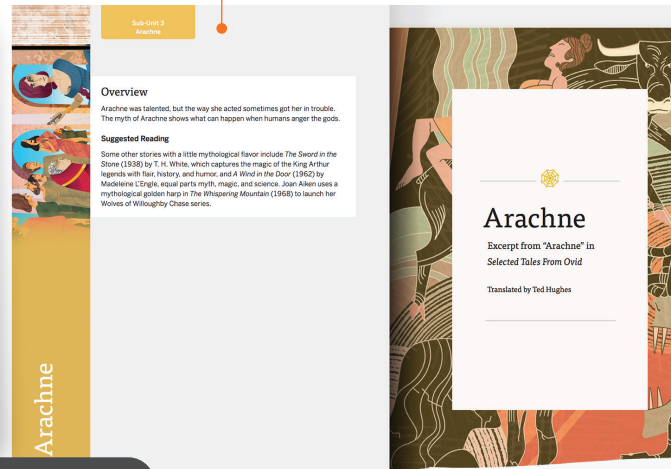 Sub-Unit 3
Arachne
Overview
Arachne was talented, but the way she acted sometimes got her in trouble.
The myth of Arachne shows what can happen when humans anger the gods.
Suggested Reading
Some other stories with a little mythological flavor include The Sword in the
Stone (1938) by T. H. White, which captures the magic of the King Arthur
legends with flair, history, and humor, and A Wind in the Door (1962) by
Madeleine L'Engle, equal parts myth, magic, and science. Joan Aiken uses a
mythological golden harp in The Whispering Mountain (1968) to launch her
Wolves of Willoughby Chase series.
Arachne
Arachne
Excerpt from “Arachne” in
Selected Tales From Ovid
Translated by Ted Hughes